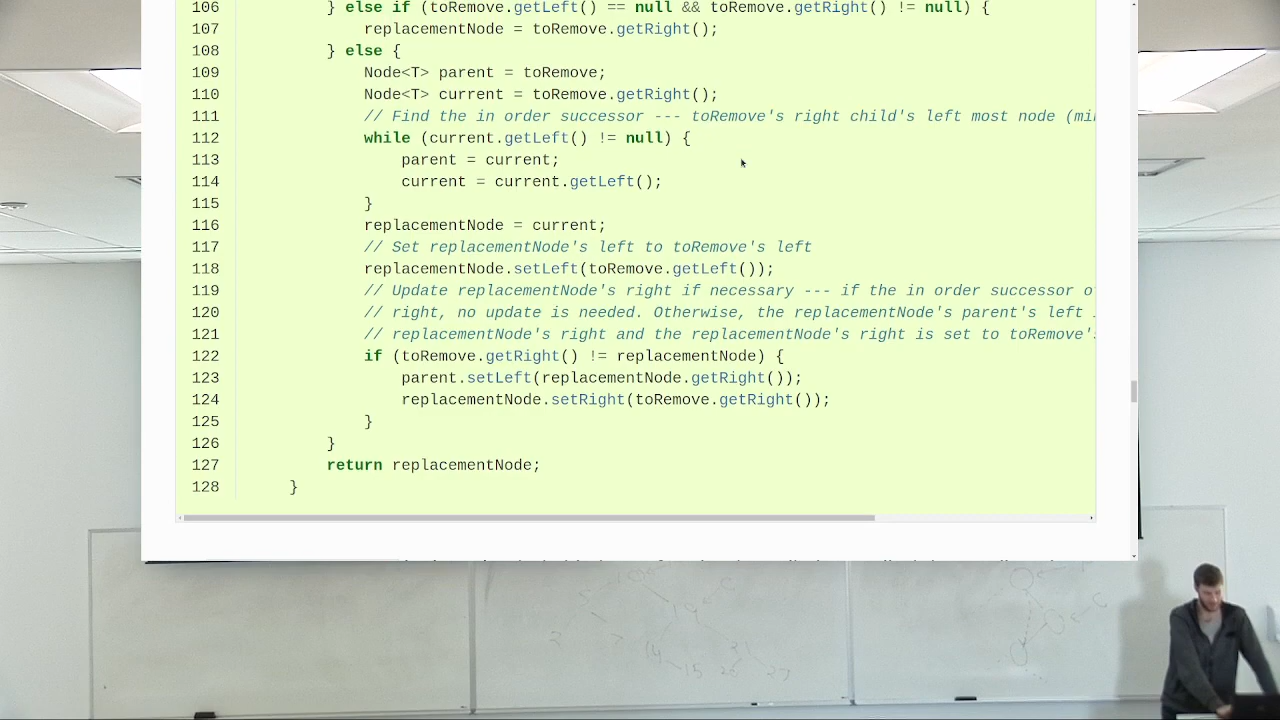 106 } else if (toRemove.getLeft() == null && toRemove.getRight() != null) {
107 replacementNode = toRemove.getRight();
108 } else {
109 Node<T> parent = toRemove;
110 Node<T> current = toRemove.getRight();
111 // Find the in order successor --- toRemove's right child's left most node (min
112 while (current.getLeft() != null) {
113 parent = current;
114 current = current.getLeft();
115 }
116 replacementNode = current;
117 // Set replacementNode's left to toRemove's left
118 replacementNode.setLeft(toRemove.getLeft());
119 // Update replacementNode's right if necessary --- if the in order successor o
120 // right, no update is needed. Otherwise, the replacementNode's parent's left
121 // replacementNode's right and the replacementNode's right is set to toRemove's
122 if (toRemove.getRight() != replacementNode) {
123 parent.setLeft(replacementNode.getRight());
124 replacementNode.setRight(toRemove.getRight());
125 }
126 }
127 return replacementNode;
128 }
14
15